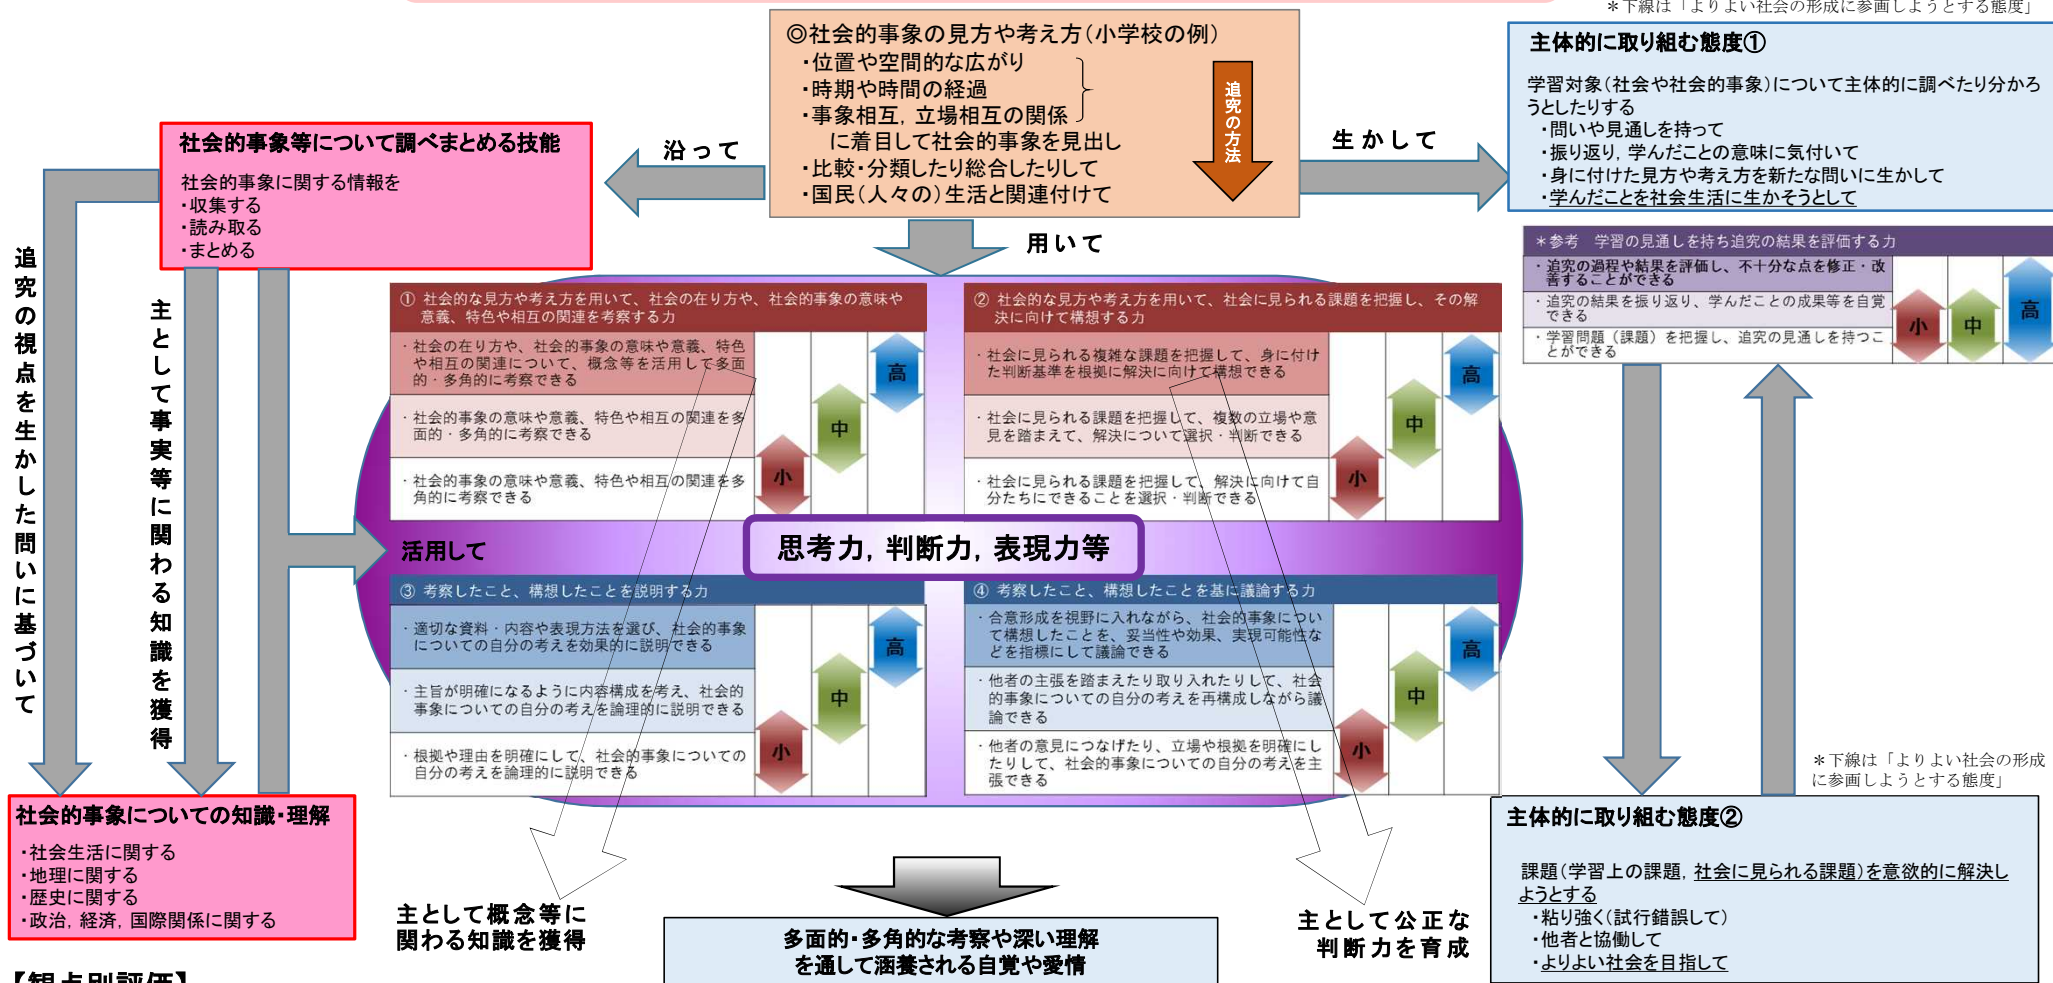 ＊下線は「よりよい社会の形成に参画しようとする態度」
◎社会的事象の見方や考え方（小学校の例）
・位置や空間的な広がり
・時期や時間の経過
・事象相互，立場相互の関係
に着目して社会的事象を見出し
・比較・分類したり総合したりして
・国民（人々の）生活と関連付けて
追究の方法
沿って
生かして
用いて
主体的に取り組む態度①
学習対象（社会や社会的事象）について主体的に調べたり分かろ
うとしたりする
・問いや見通しを持って
・振り返り，学んだことの意味に気付いて
・身に付けた見方や考え方を新たな問いに生かして
・学んだことを社会生活に生かそうとして
社会的事象等について調べまとめる技能
社会的事象に関する情報を
・収集する
・読み取る
・まとめる
追究の視点を生かした問いに基づいて
主として事実等に関わる知識を獲得
＊参考　学習の見通しを持ち追究の結果を評価する力
・追究の過程や結果を評価し、不十分な点を修正・改
善することができる
・追究の結果を振り返り、学んだことの成果等を自覚
できる
・学習問題（課題）を把握し、追究の見通しを持つこ
とができる
小
中
高
① 社会的な見方や考え方を用いて、社会の在り方や、社会的事象の意味や
意義、特色や相互の関連を考察する力
・社会の在り方や、社会的事象の意味や意義、特色
や相互の関連について、概念等を活用して多面
的・多角的に考察できる
・社会的事象の意味や意義、特色や相互の関連を多
面的・多角的に考察できる
・社会的事象の意味や意義、特色や相互の関連を多
角的に考察できる
小
中
高
② 社会的な見方や考え方を用いて、社会に見られる課題を把握し、その解
決に向けて構想する力
・社会に見られる複雑な課題を把握して、身に付け
た判断基準を根拠に解決に向けて構想できる
・社会に見られる課題を把握して、複数の立場や意
見を踏まえて、解決について選択・判断できる
・社会に見られる課題を把握して、解決に向けて自
分たちにできることを選択・判断できる
小
中
高
活用して
思考力，判断力，表現力等
③ 考察したこと、構想したことを説明する力
・適切な資料・内容や表現方法を選び、社会的事象
についての自分の考えを効果的に説明できる
・主旨が明確になるように内容構成を考え、社会的
事象についての自分の考えを論理的に説明できる
・根拠や理由を明確にして、社会的事象についての
自分の考えを論理的に説明できる
小
中
高
④ 考察したこと、構想したことを基に議論する力
・合意形成を視野に入れながら、社会的事象につい
て構想したことを、妥当性や効果、実現可能性な
どを指標にして議論できる
・他者の主張を踏まえたり取り入れたりして、社会
的事象についての自分の考えを再構成しながら議
論できる
・他者の意見につなげたり、立場や根拠を明確にし
たりして、社会的事象についての自分の考えを主
張できる
小
中
高
社会的事象についての知識・理解
・社会生活に関する
・地理に関する
・歴史に関する
・政治，経済，国際関係に関する
主として概念等に
関わる知識を獲得
多面的・多角的な考察や深い理解
を通して涵養される自覚や愛情
主として公正な
判断力を育成
＊下線は「よりよい社会の形成
に参画しようとする態度」
主体的に取り組む態度②
課題（学習上の課題，社会に見られる課題）を意欲的に解決し
ようとする
・粘り強く（試行錯誤して）
・他者と協働して
・よりよい社会を目指して
【観点別評価】